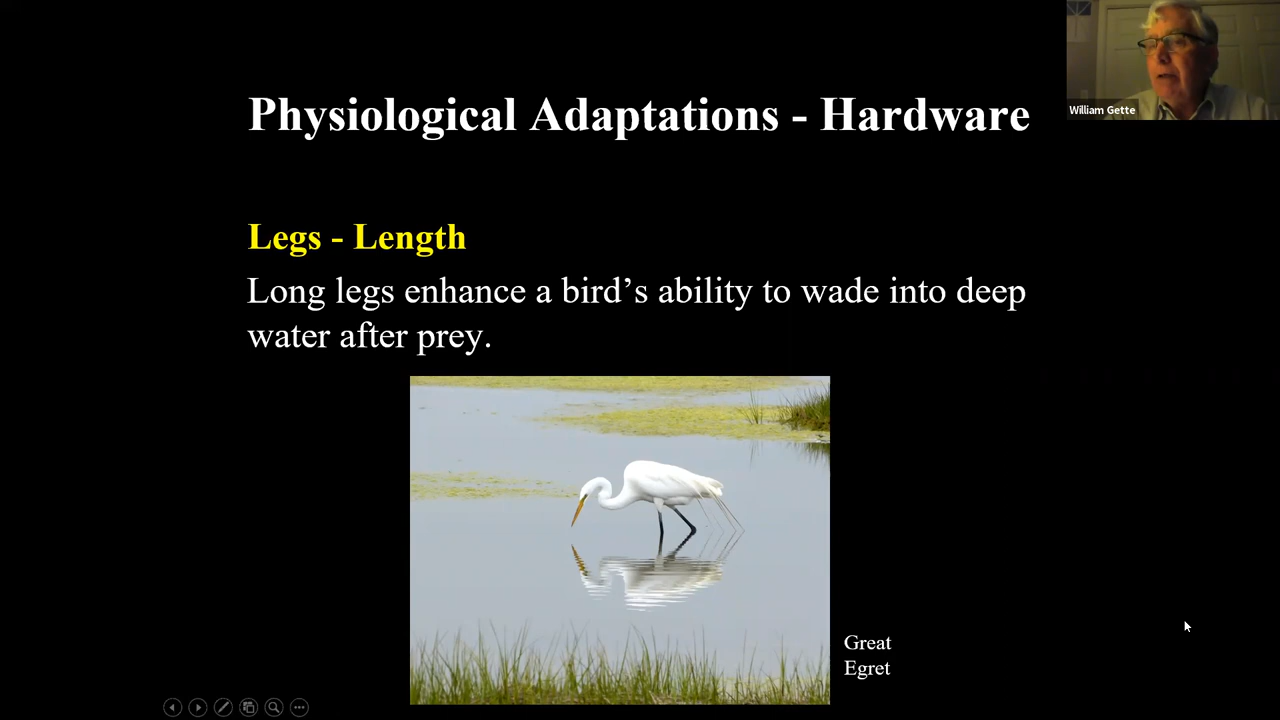 William Gette
Physiological Adaptations - Hardware
Legs - Length
Long legs enhance a bird’s ability to wade into deep
water after prey.
Great
Egret